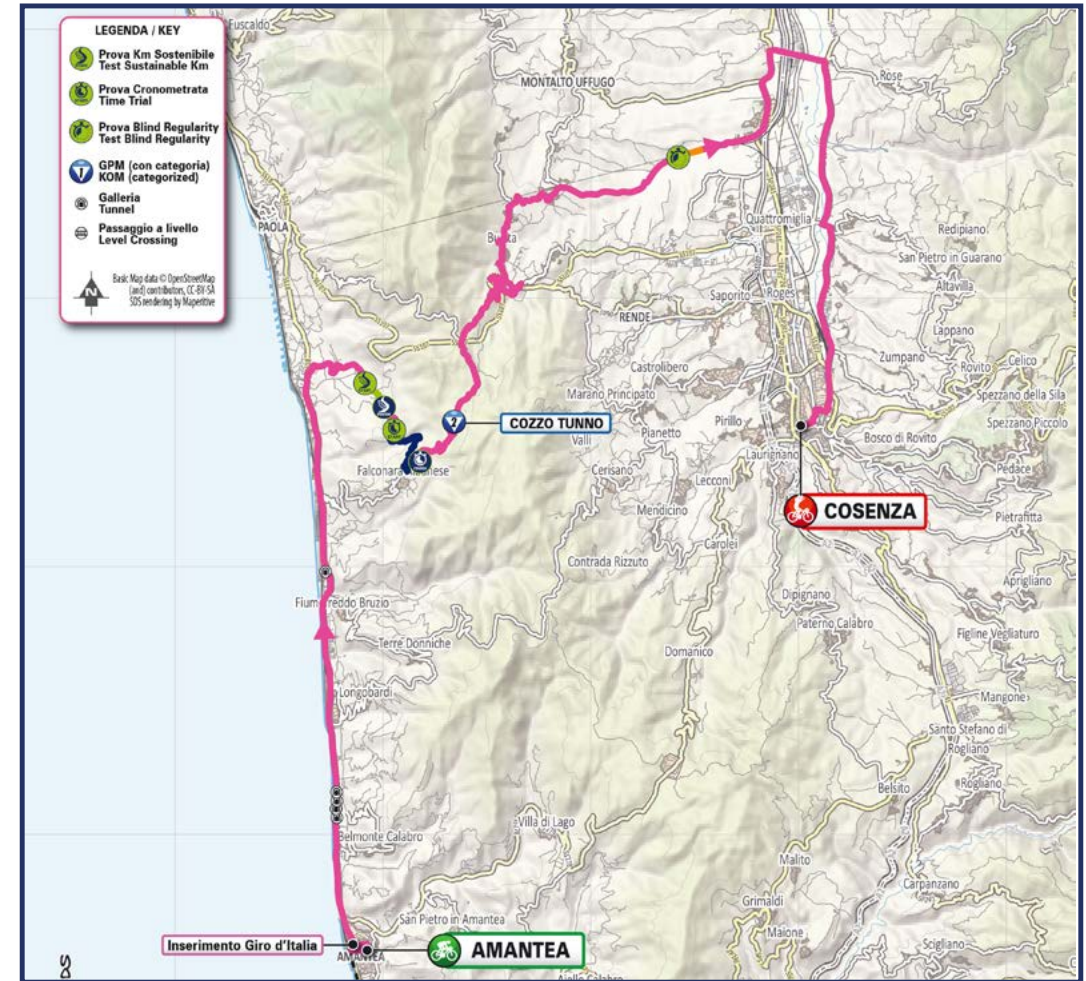 LEGENDA / KEY
Prova Km Sostenibile
Test Sustainable Km
Prova Cronometrata
Time Trial
Prova Blind Regularity
Test Blind Regularity
GPM (con categoria)
KOM (categorized)
Galleria
Tunnel
Passaggio a livello
Level Crossing
Basic Map data © OpenStreetMap
(and) contributors, CC-BY-SA
SDS rendering by Maperitive
N
Fuscaldo
MONTALTO UFFUGO
Rose
PAOLA
Quattromiglia
Redipiano
San Pietro in Guarano
Altavilla
Saporito
Roges
RENDE
Lappano
Castrolibero
Zumpano
Rovito
Celico
Spezzano della Sila
Marano Principato
Spezzano Piccolo
2
COZZO TUNNO
Valli
Pianetto
Pirillo
Bosco di Rovito
Laurignano
Cerisano
Lecconi
Pedace
Mendicino
COSENZA
Pietrafitta
Carolei
Contrada Rizzuto
Aprigliano
Dipignano
Paterno Calabro
Figline Vegliaturo
Terre Donniche
Domanico
Longobardi
Mangone
Santo Stefano di
Rogliano
Rogliano
Belsito
Belmonte Calabro
Villa di Lago
Malito
Carpanzano
Grimaldi
San Pietro in Amantea
Maione
Scigliano
Inserimento Giro d'Italia
AMANTEA
Aiello Calabro